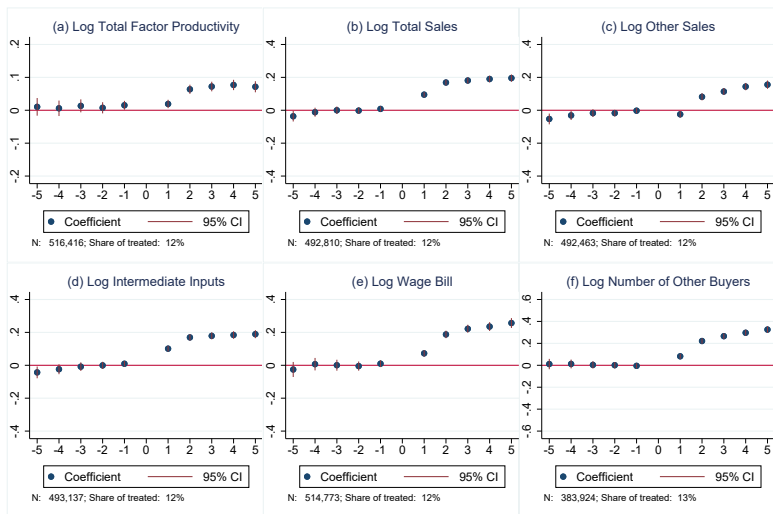 (a) Log Total Factor Productivity
.2
.1
0
-.1
-.2
-5 -4 -3 -2 -1 0 1 2 3 4 5
Coefficient 95% CI
N: 516,416; Share of treated: 12%
(b) Log Total Sales
.4
.2
0
-.2
-.4
-5 -4 -3 -2 -1 0 1 2 3 4 5
Coefficient 95% CI
N: 492,810; Share of treated: 12%
(c) Log Other Sales
.4
.2
0
-.2
-.4
-5 -4 -3 -2 -1 0 1 2 3 4 5
Coefficient 95% CI
N: 492,463; Share of treated: 12%
(d) Log Intermediate Inputs
.4
.2
0
-.2
-.4
-5 -4 -3 -2 -1 0 1 2 3 4 5
Coefficient 95% CI
N: 493,137; Share of treated: 12%
(e) Log Wage Bill
.4
.2
0
-.2
-.4
-5 -4 -3 -2 -1 0 1 2 3 4 5
Coefficient 95% CI
N: 514,773; Share of treated: 12%
(f) Log Number of Other Buyers
.6
.4
.2
0
-.2
-.4
-.6
-5 -4 -3 -2 -1 0 1 2 3 4 5
Coefficient 95% CI
N: 383,924; Share of treated: 13%